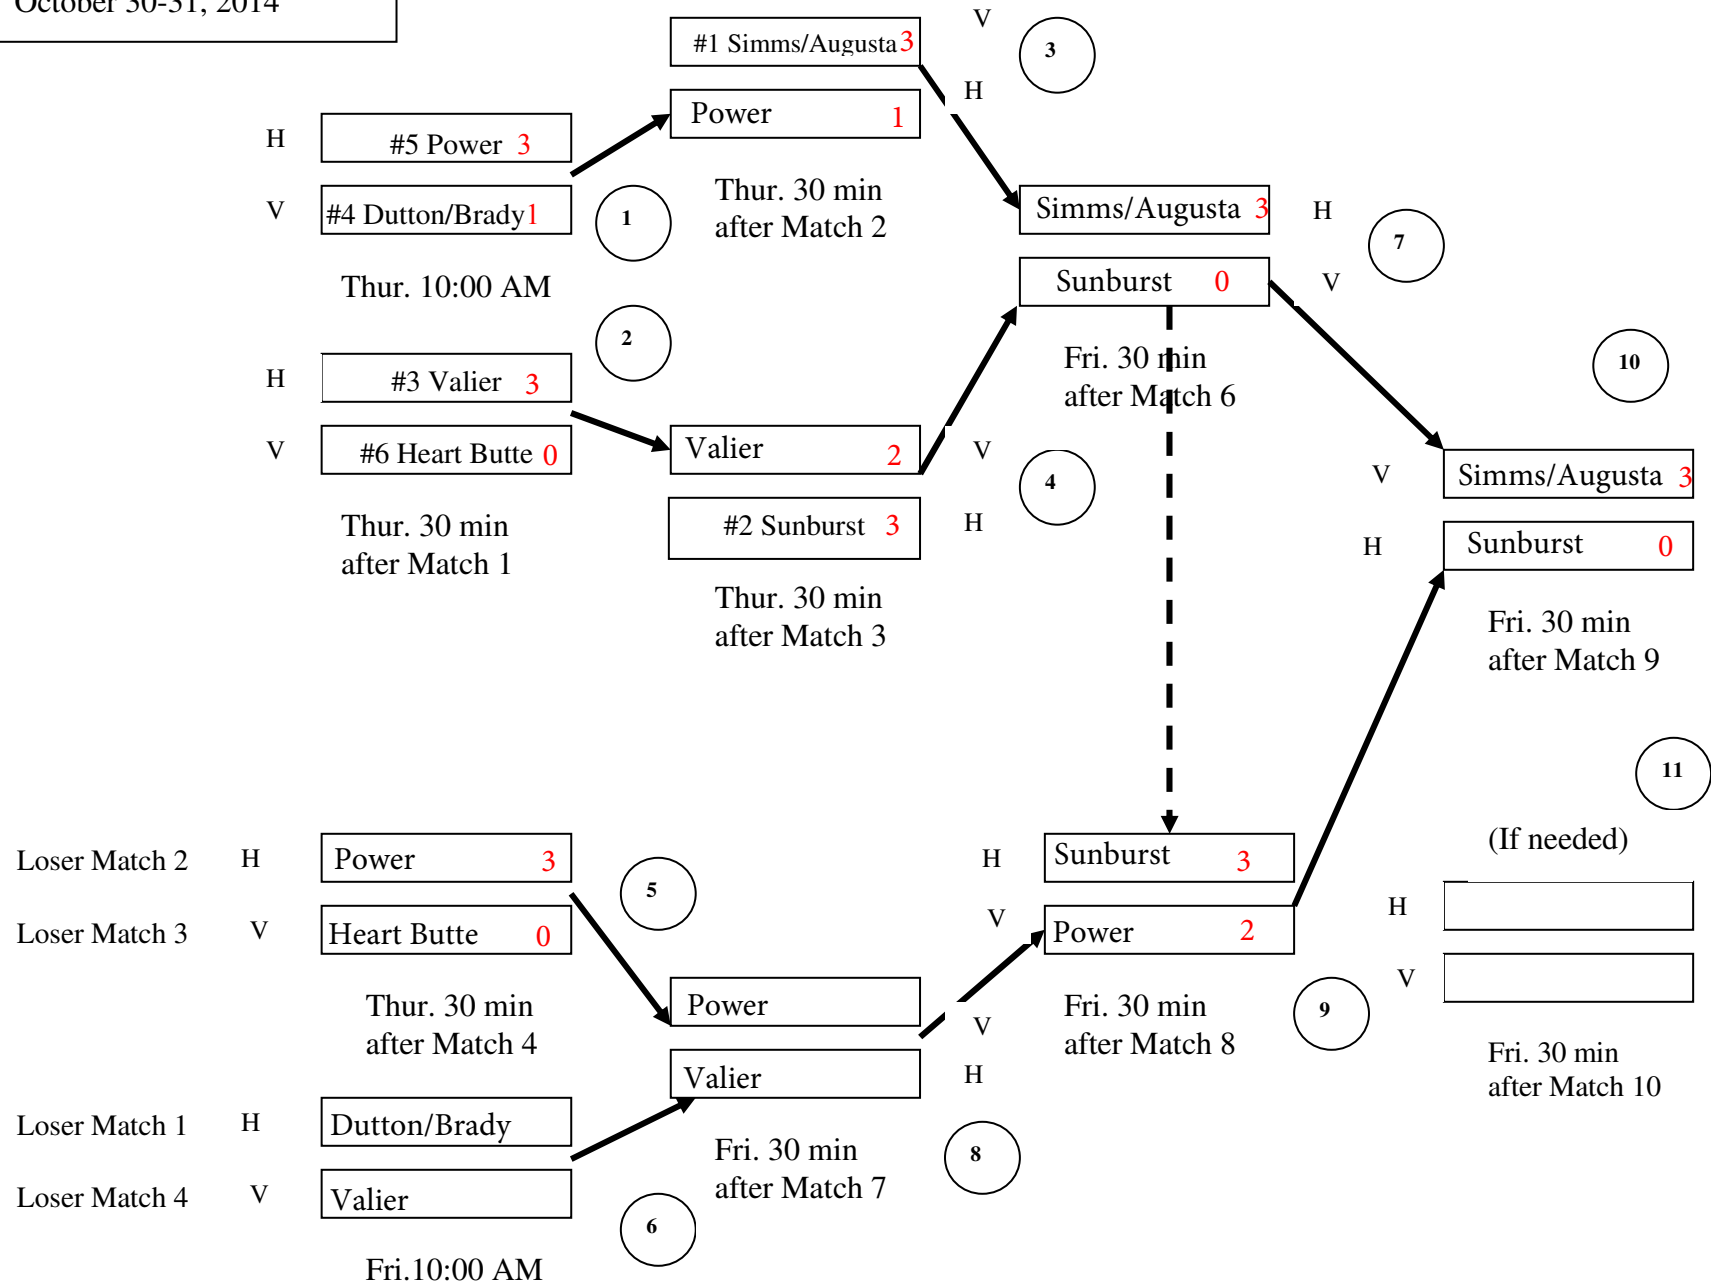 October 30-31, 2014
V
#1 Simms/Augusta 3
3
H
Power 1
H #5 Power 3
Thur. 30 min
after Match 2
V #4 Dutton/Brady 1
1
Simms/Augusta 3 H
7
Thur. 10:00 AM
Sunburst 0 V
2
Fri. 30 min
after Match 6
10
H #3 Valier 3
V #6 Heart Butte 0
Valier 2 V
4
Simms/Augusta 3
V
#2 Sunburst 3 H
H Sunburst 0
Thur. 30 min
after Match 1
Thur. 30 min
after Match 3
Fri. 30 min
after Match 9
11
(If needed)
Loser Match 2 H Power 3
5
H Sunburst 3
H
Loser Match 3 V Heart Butte 0
V Power 2
V
Thur. 30 min
after Match 4
Power
V
Fri. 30 min
after Match 8
9
Valier H
Fri. 30 min
after Match 10
Loser Match 1 H Dutton/Brady
Fri. 30 min
after Match 7
8
Loser Match 4 V Valier
6
Fri.10:00 AM